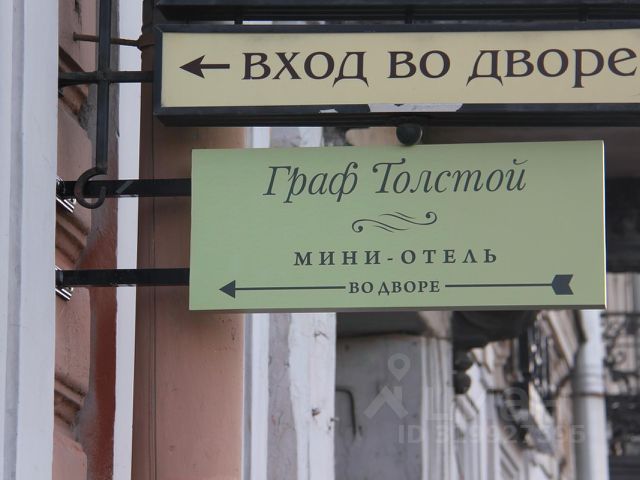 ВХОД ВО ДВОРЕ
Граф Толстой
МИНИ-ОТЕЛЬ
ВО ДВОРЕ